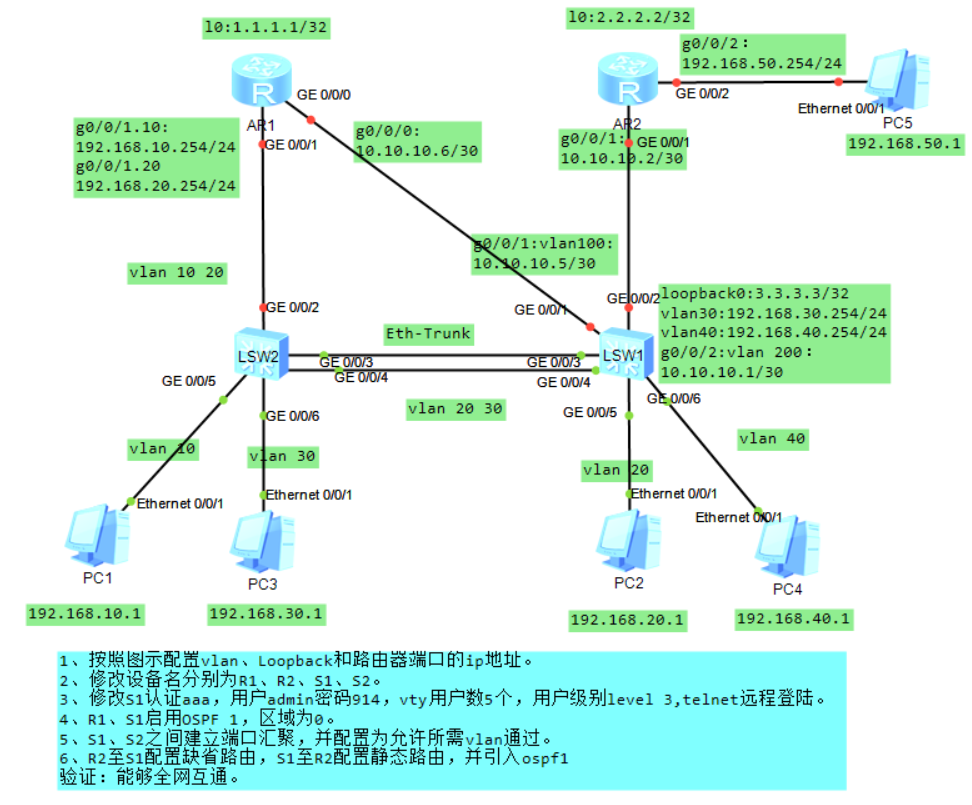 l0:1.1.1.1/32
l0:2.2.2.2/32
g0/0/2:
192.168.50.254/24
R
GE 0/0/0
AR1
GE 0/0/1
R
AR2
GE 0/0/2
GE 0/0/1
Ethernet 0/0/1
PC5
192.168.50.1
g0/0/1.10:
192.168.10.254/24
g0/0/1.20
192.168.20.254/24
g0/0/0:
10.10.10.6/30
g0/0/1:
10.10.10.2/30
g0/0/1:vlan100:
10.10.10.5/30
vlan 10 20
GE 0/0/2
GE 0/0/1
GE 0/0/2
loopback0:3.3.3.3/32
vlan30:192.168.30.254/24
vlan40:192.168.40.254/24
g0/0/2:vlan 200:
10.10.10.1/30
Eth-Trunk
LSW2
LSW1
GE 0/0/3
GE 0/0/3
GE 0/0/4
GE 0/0/4
GE 0/0/5
GE 0/0/6
GE 0/0/5
GE 0/0/6
vlan 20 30
vlan 10
vlan 30
vlan 20
vlan 40
Ethernet 0/0/1
Ethernet 0/0/1
Ethernet 0/0/1
Ethernet 0/0/1
PC1
PC3
PC2
PC4
192.168.10.1
192.168.30.1
192.168.20.1
192.168.40.1
1、按照图示配置vlan、Loopback和路由器端口的ip地址。
2、修改设备名分别为R1、R2、S1、S2。
3、修改S1认证aaa，用户admin密码914，vty用户数5个，用户级别level 3,telnet远程登陆。
4、R1、S1启用OSPF 1，区域为0。
5、S1、S2之间建立端口汇聚，并配置为允许所需vlan通过。
6、R2至S1配置缺省路由，S1至R2配置静态路由，并引入ospf1
验证：能够全网互通。